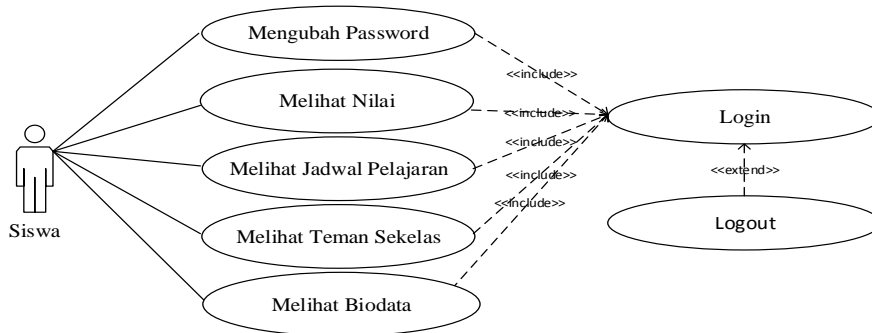 Mengubah Password
<<include>>
Melihat Nilai
<<include>>
Login
<<include>>
Melihat Jadwal Pelajaran
<<include>>
<<extend>>
<<include>>
Siswa
Melihat Teman Sekelas
Logout
Melihat Biodata